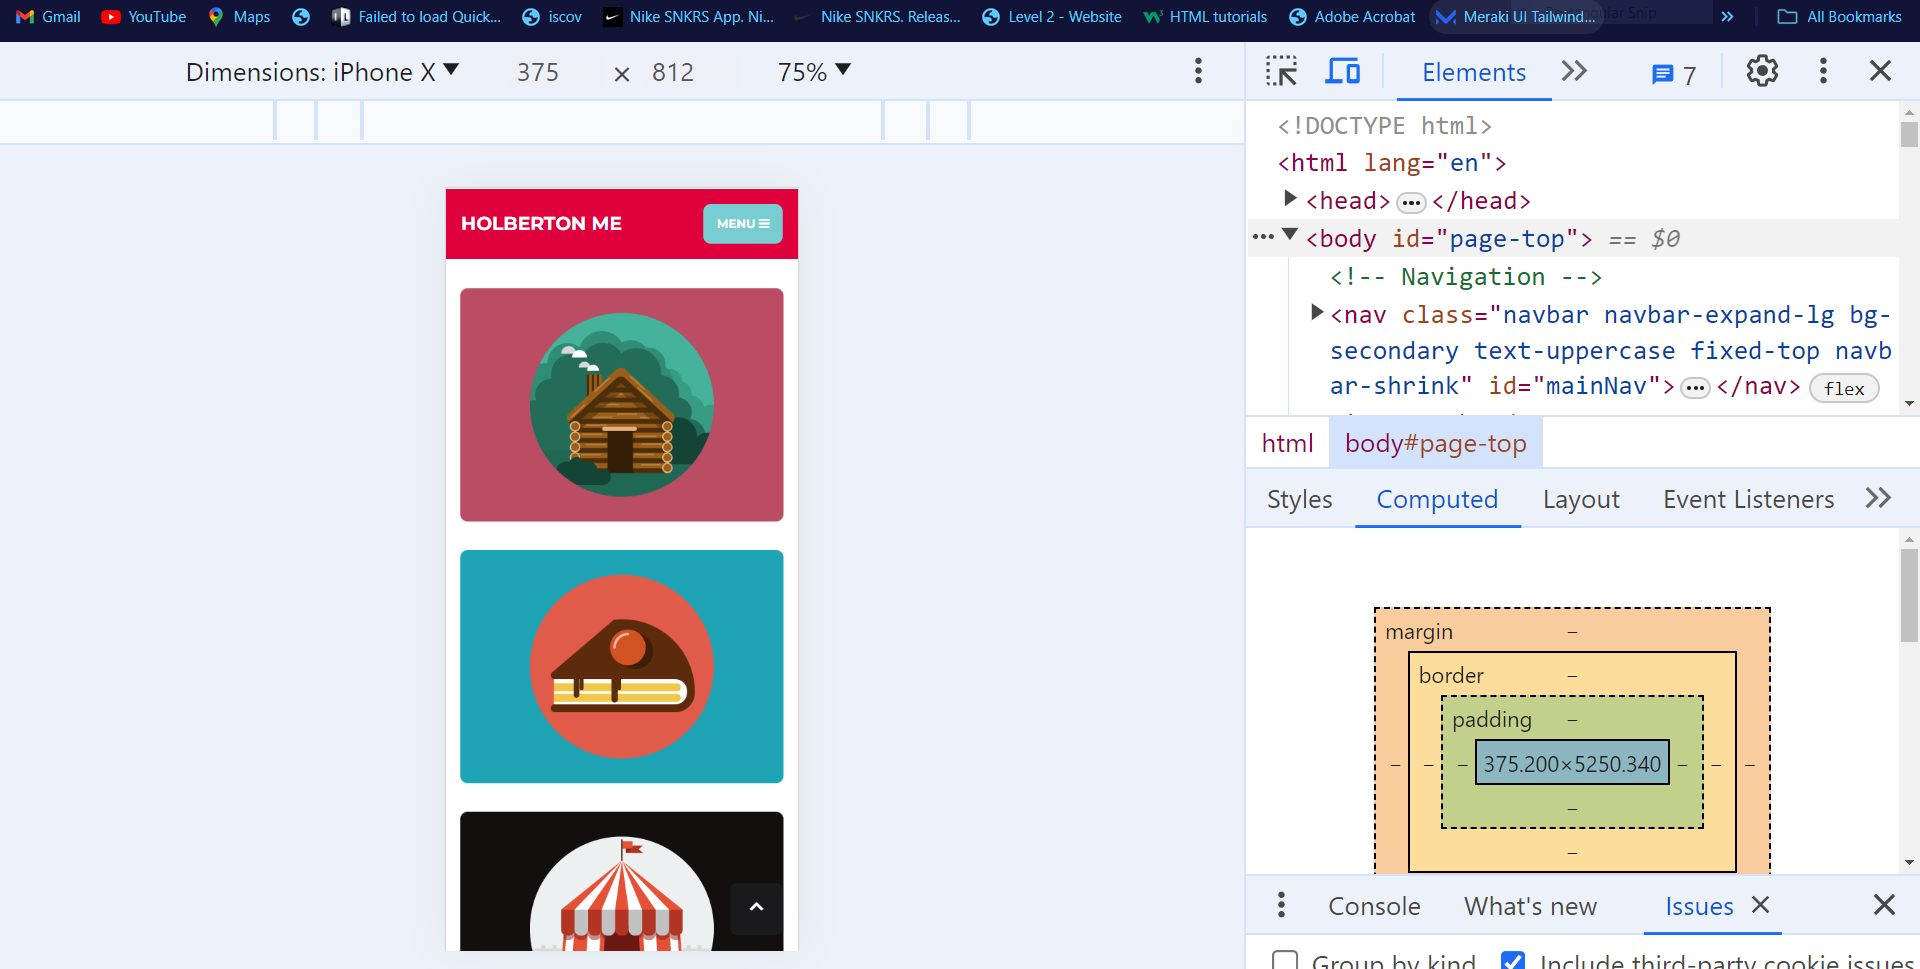 Gmail YouTube Maps Failed to load Quick... iscov Nike SNKRS App. Ni... Nike SNKRS. Releas... Level 2 - Website HTML tutorials Adobe Acrobat Meraki UI Tailwind... » All Bookmarks
Dimensions: iPhone X ▼ 375 × 812 75% ▼
Elements 7
HOLBERTON ME
MENU
<!DOCTYPE html>
<html lang="en">
<head> ••• </head>
••• <body id="page-top"> == $0
<!-- Navigation -->
<nav class="navbar navbar-expand-lg bg-
secondary text-uppercase fixed-top navb
ar-shrink" id="mainNav"> ••• </nav> flex
html body#page-top
Styles Computed Layout Event Listeners
margin –
border –
padding –
– – – 375.200×5250.340 – – –
–
–
Console What's new Issues
Group by kind Include third-party cookie issues